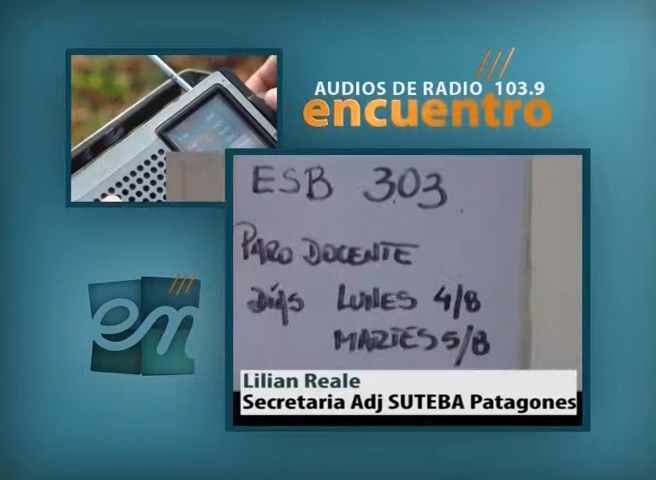 AUDIOS DE RADIO 103.9
encuentro
ESB 303
PARO DOCENTE
DÍAS LUNES 4/8
MARTES 5/8
en
Lilian Reale
Secretaria Adj SUTEBA Patagones